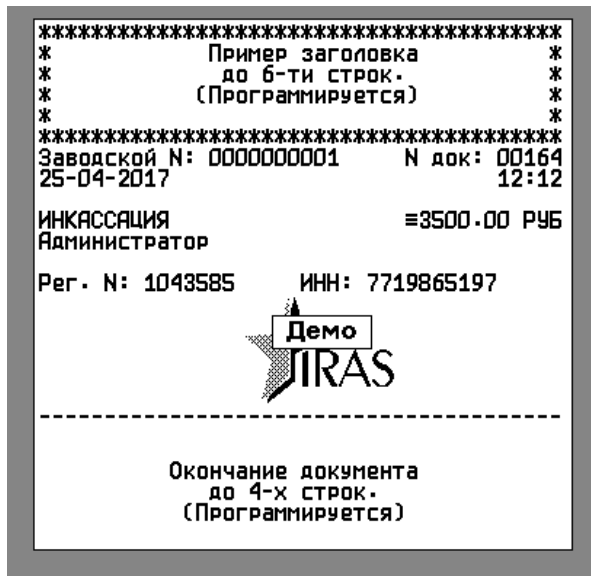 ****************************************
* Пример заголовка *
* до 6-ти строк. *
* (Программируется) *
* *
****************************************
Заводской N: 0000000001 N док: 00164
25-04-2017 12:12
ИНКАССАЦИЯ ≡3500.00 РУБ
Администратор
Рег. N: 1043585 ИНН: 7719865197
Демо
JIRAS
----------------------------------------
Окончание документа
до 4-х строк.
(Программируется)